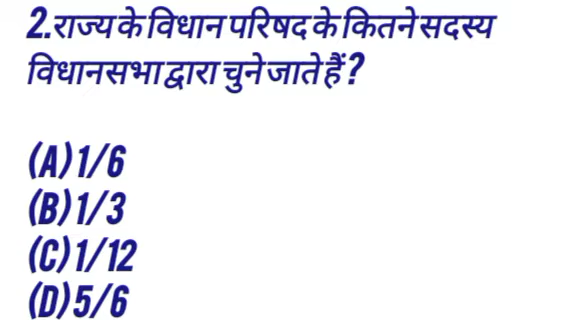 2.राज्य के विधान परिषद के कितने सदस्य
विधानसभा द्वारा चुने जाते हैं ?
(A) 1/6
(B) 1/3
(C) 1/12
(D) 5/6